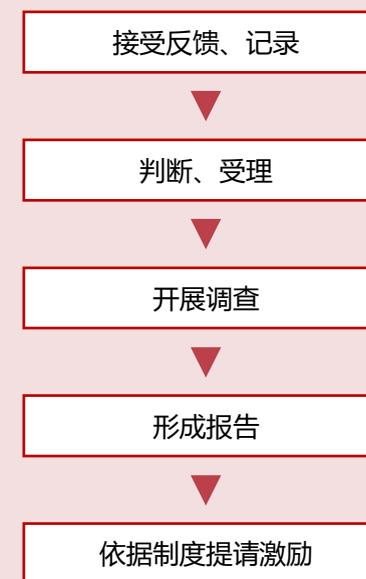 接受反馈、记录
判断、受理
开展调查
形成报告
依据制度提请激励